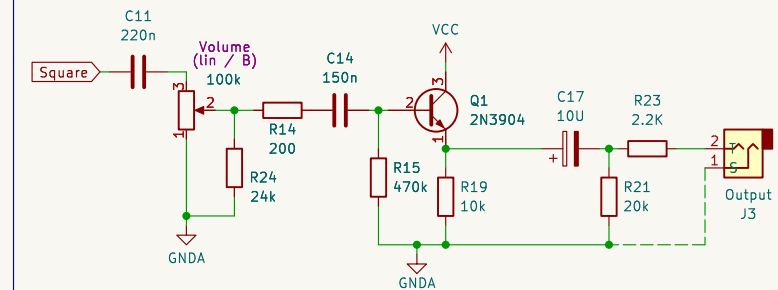 C11
220n
Square
Volume
(lin / B)
100k
3
2
1
R24
24k
GNDA
R14
200
C14
150n
R15
470k
VCC
3
2
1
Q1
2N3904
R19
10k
GNDA
C17
10U
+
R21
20k
R23
2.2K
2
1
T
S
Output
J3